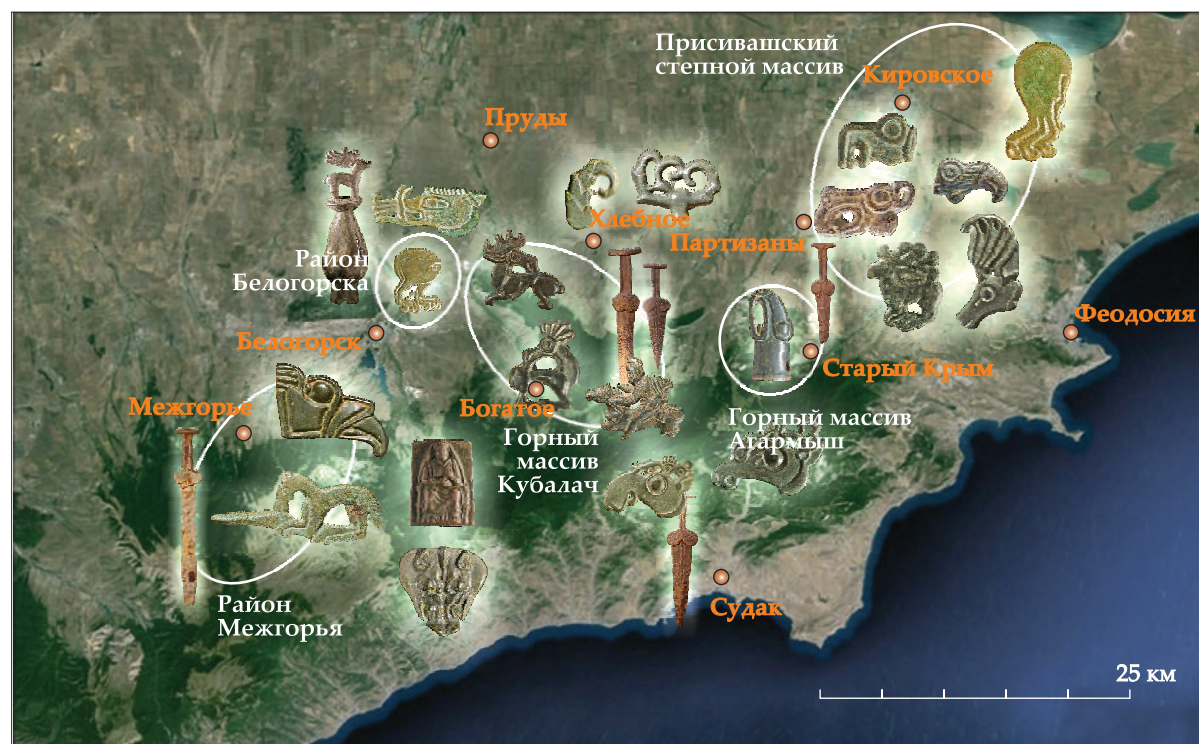 Присивашский
степной массив
Кировское
Пруды
Хлебное
Партизаны
Район
Белогорска
Белогорск
Феодосия
Старый Крым
Межгорье
Богатое
Горный массив
Агармыш
Горный
массив
Кубалач
Район
Межгорья
Судак
25 км